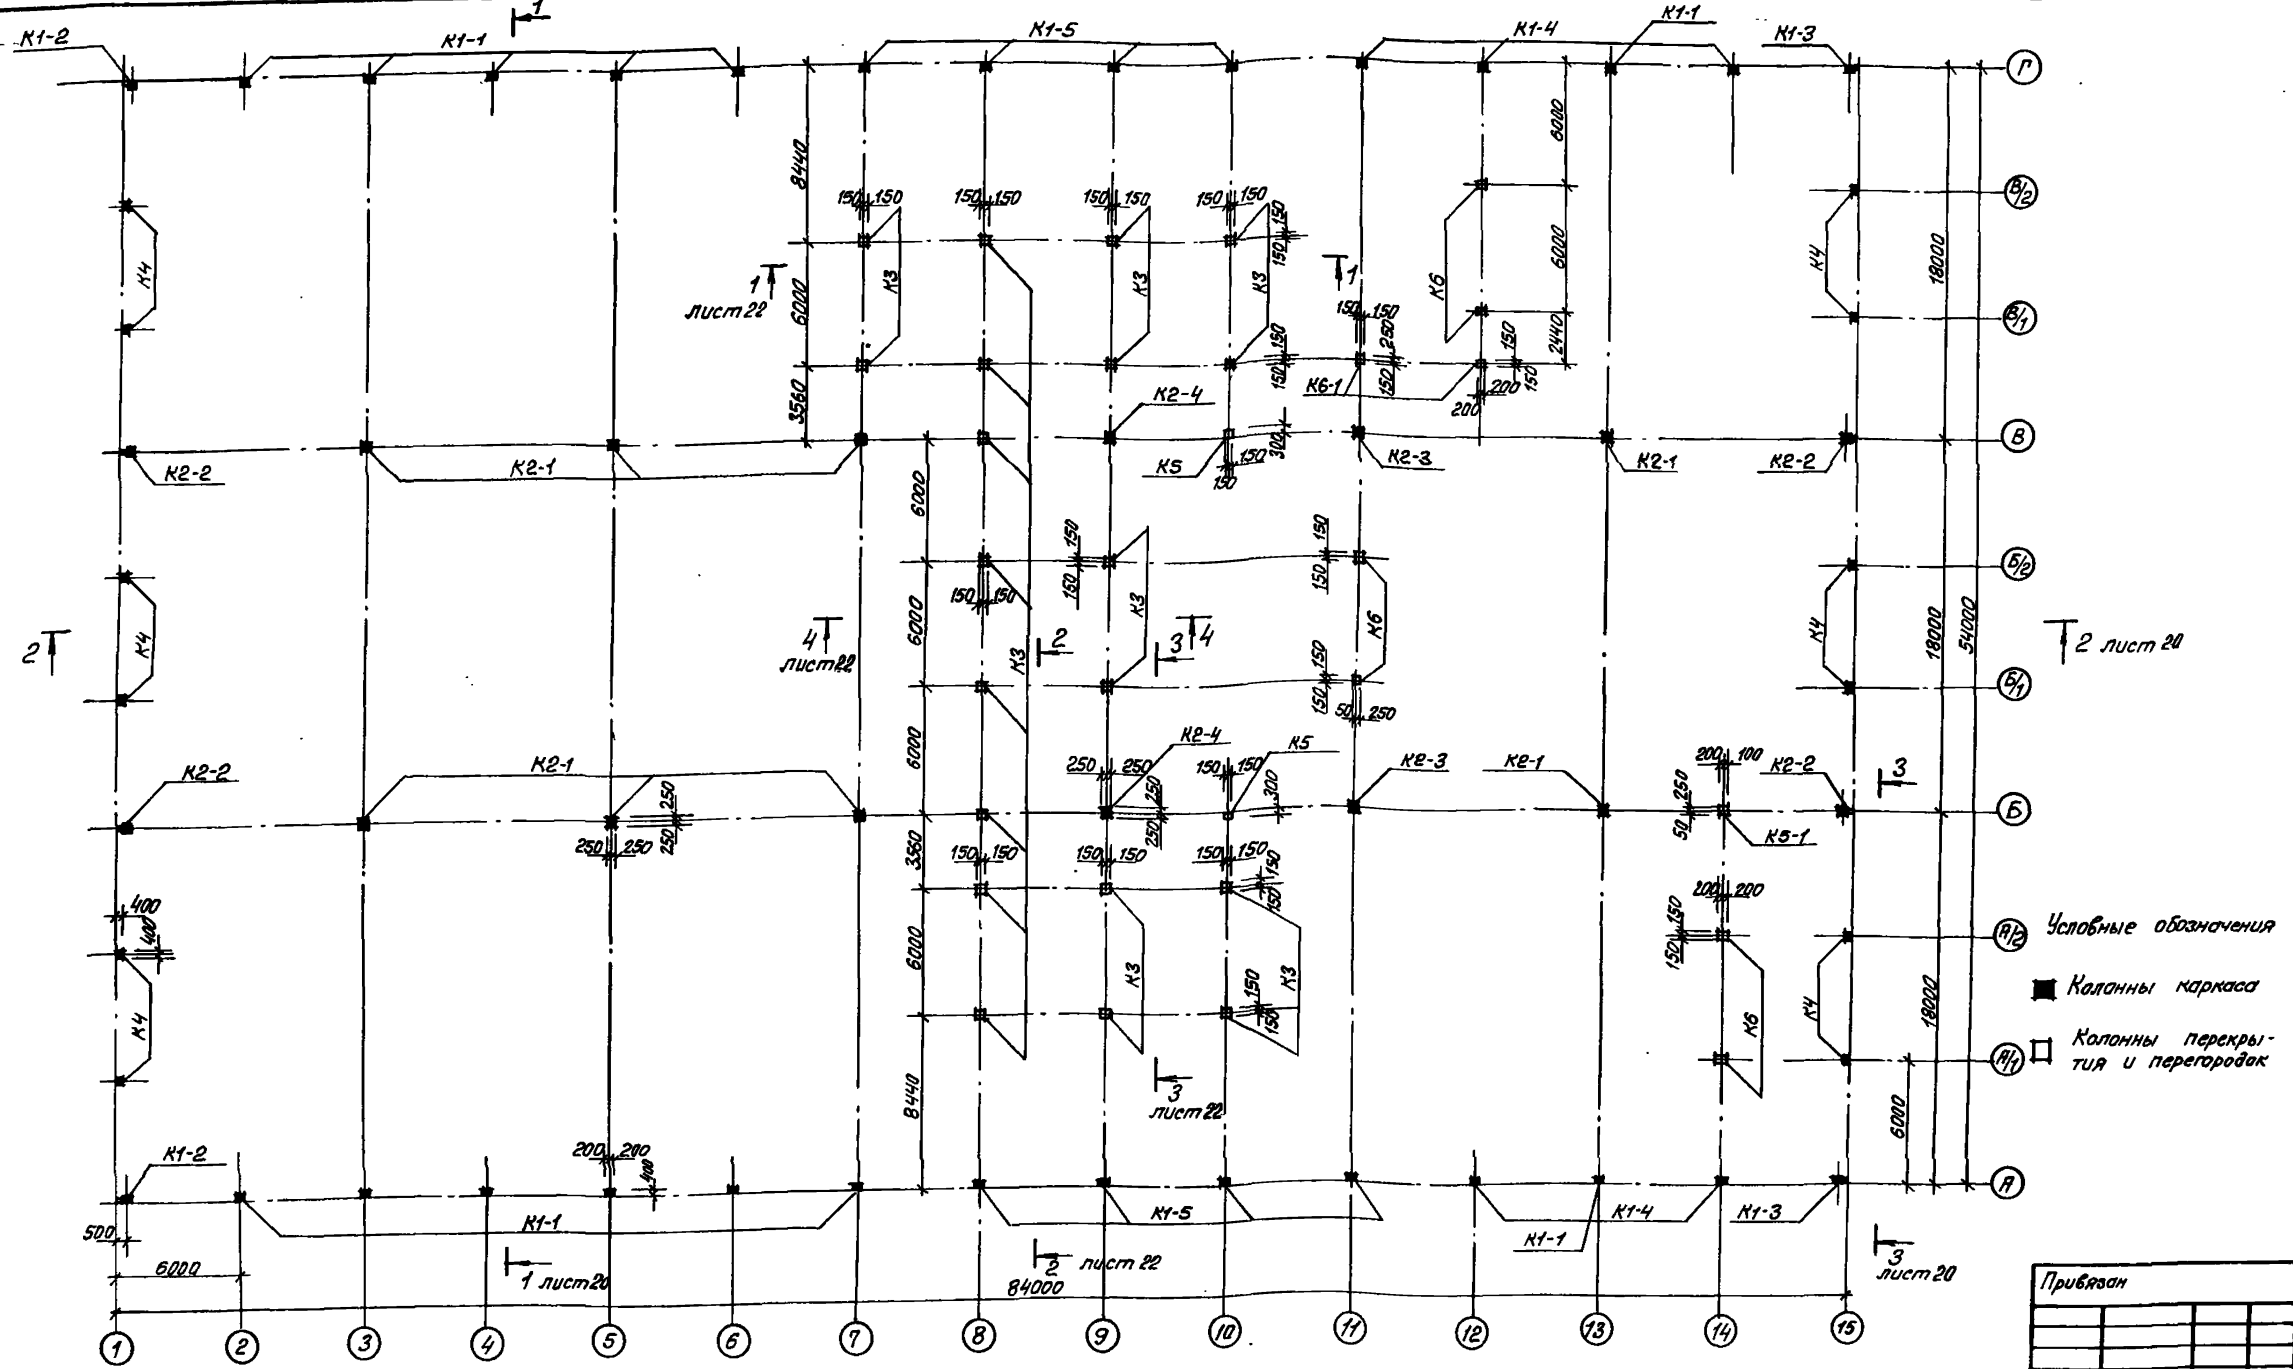 1
К1-2
К1-1
К1-5
К1-4
К1-1
К1-3
Г
8440
6000
150 150
150 150
150 150
150 150
150
150
В/2
К4
К3
К3
К3
1
лист 22
1
6000
6000
К6
К4
18000
В/1
150 150
250
150
150
150
2440
150
150
200
200
К6-1
3560
К2-4
300
В
К2-2
К2-1
К5
150
150
К2-3
К2-1
К2-2
6000
150
150
150
150
Б/2
150 150
К4
К3
К6
К4
18000
54000
2
4
лист 22
6000
К3
2
3
4
2 лист 20
150
150
Б/1
50 250
6000
К2-2
К2-1
К2-4
К5
К2-3
К2-1
К2-2
3
250 250
250
250
150 150
300
200 100
250
50
К5-1
Б
250 250
250
250
3560
150 150
150 150
150 150
150
150
200 200
150
150
400
400
А/2
Условные обозначения
6000
К4
К3
К3
150
150
К6
К4
18000
Колонны каркаса
А/1
Колонны перекры-
тия и перегородок
8440
3
лист 22
6000
К1-2
200 200
400
А
500
К1-1
К1-5
К1-1
К1-4
К1-3
6000
1 лист 20
2 лист 22
3
лист 20
84000
Привязан
1 2 3 4 5 6 7 8 9 10 11 12 13 14 15